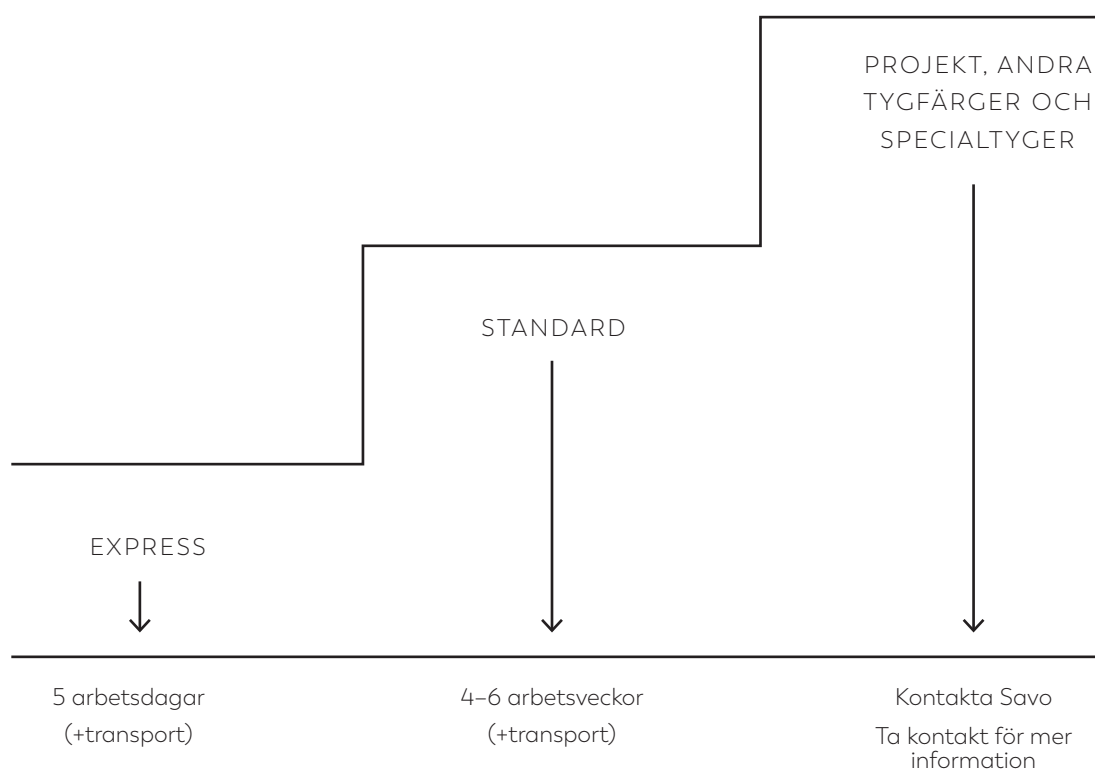 PROJEKT, ANDRA
TYGFÄRGER OCH
SPECIALTYGER
STANDARD
EXPRESS
5 arbetsdagar
(+transport)
4–6 arbetsveckor
(+transport)
Kontakta Savo
Ta kontakt för mer
information